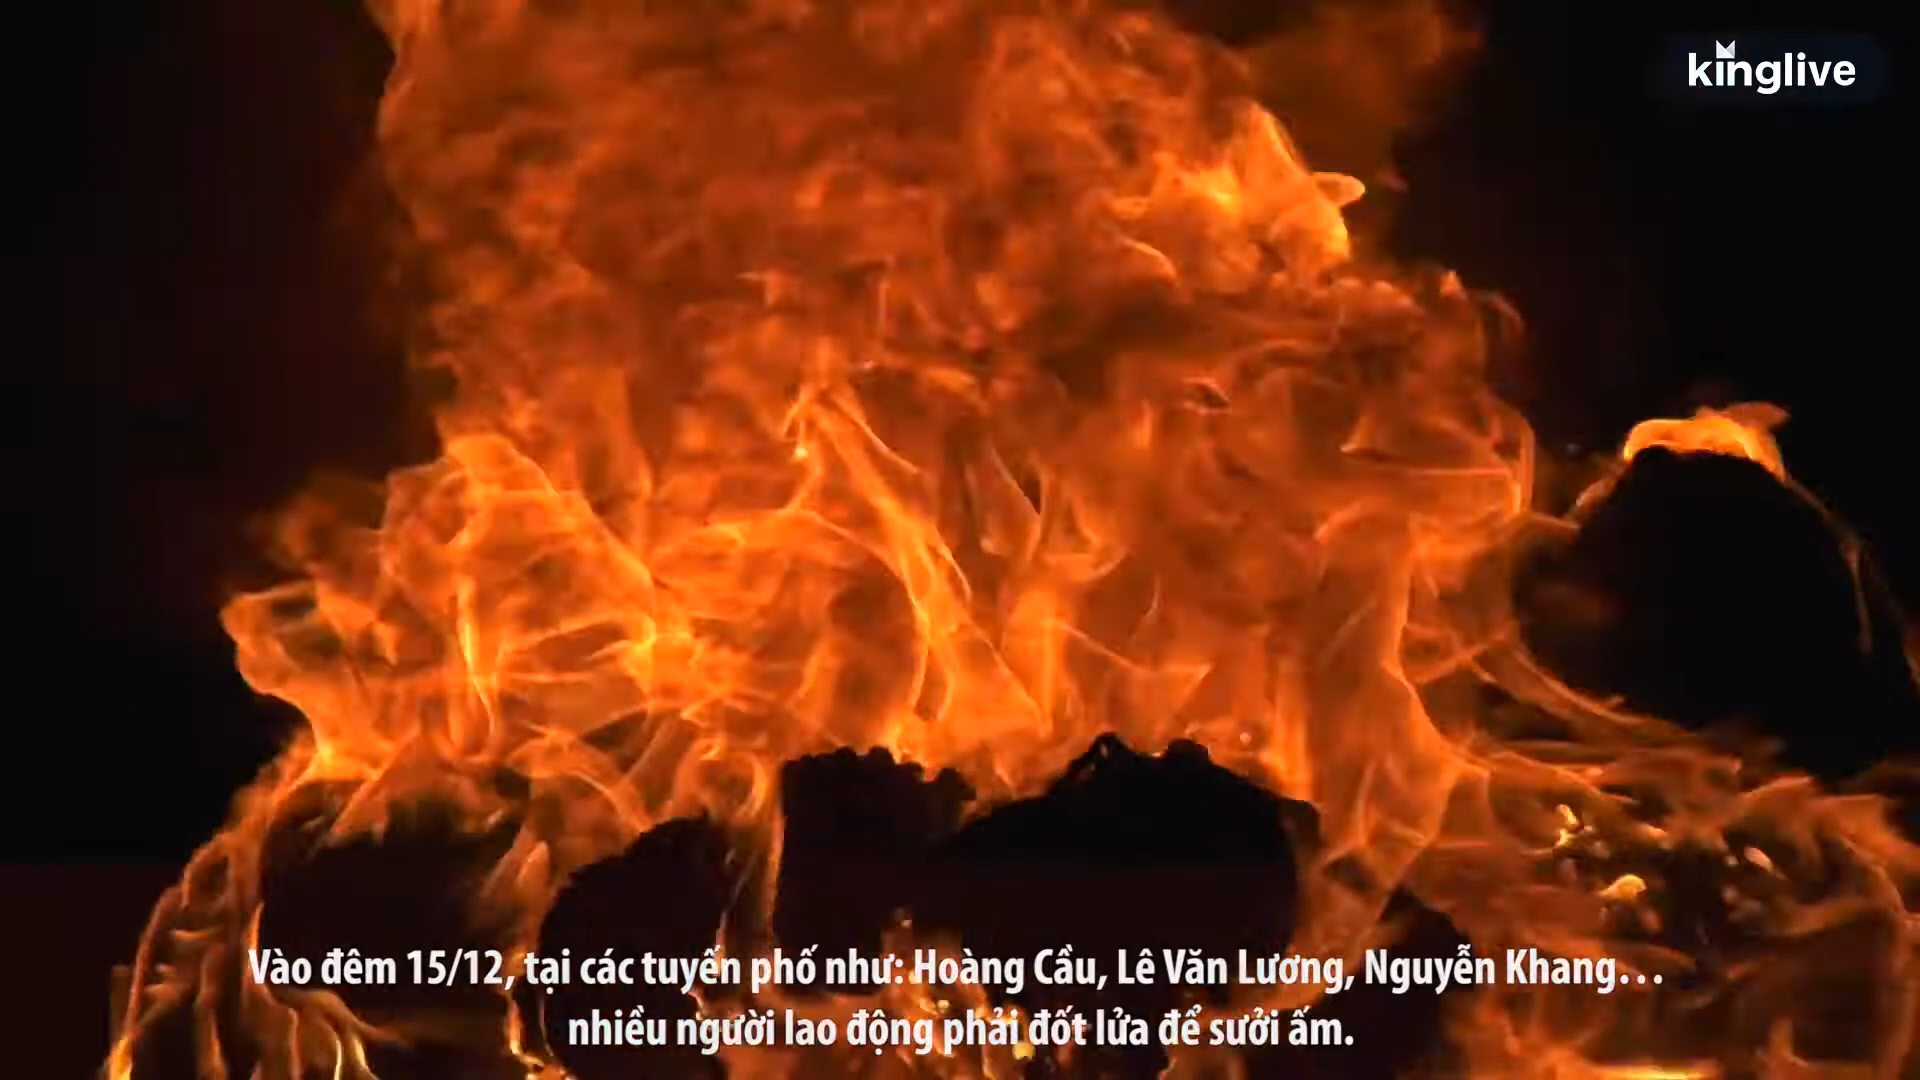 kinglive
Vào đêm 15/12, tại các tuyến phố như: Hoàng Cầu, Lê Văn Lương, Nguyễn Khang...
nhiều người lao động phải đốt lửa để sưởi ấm.